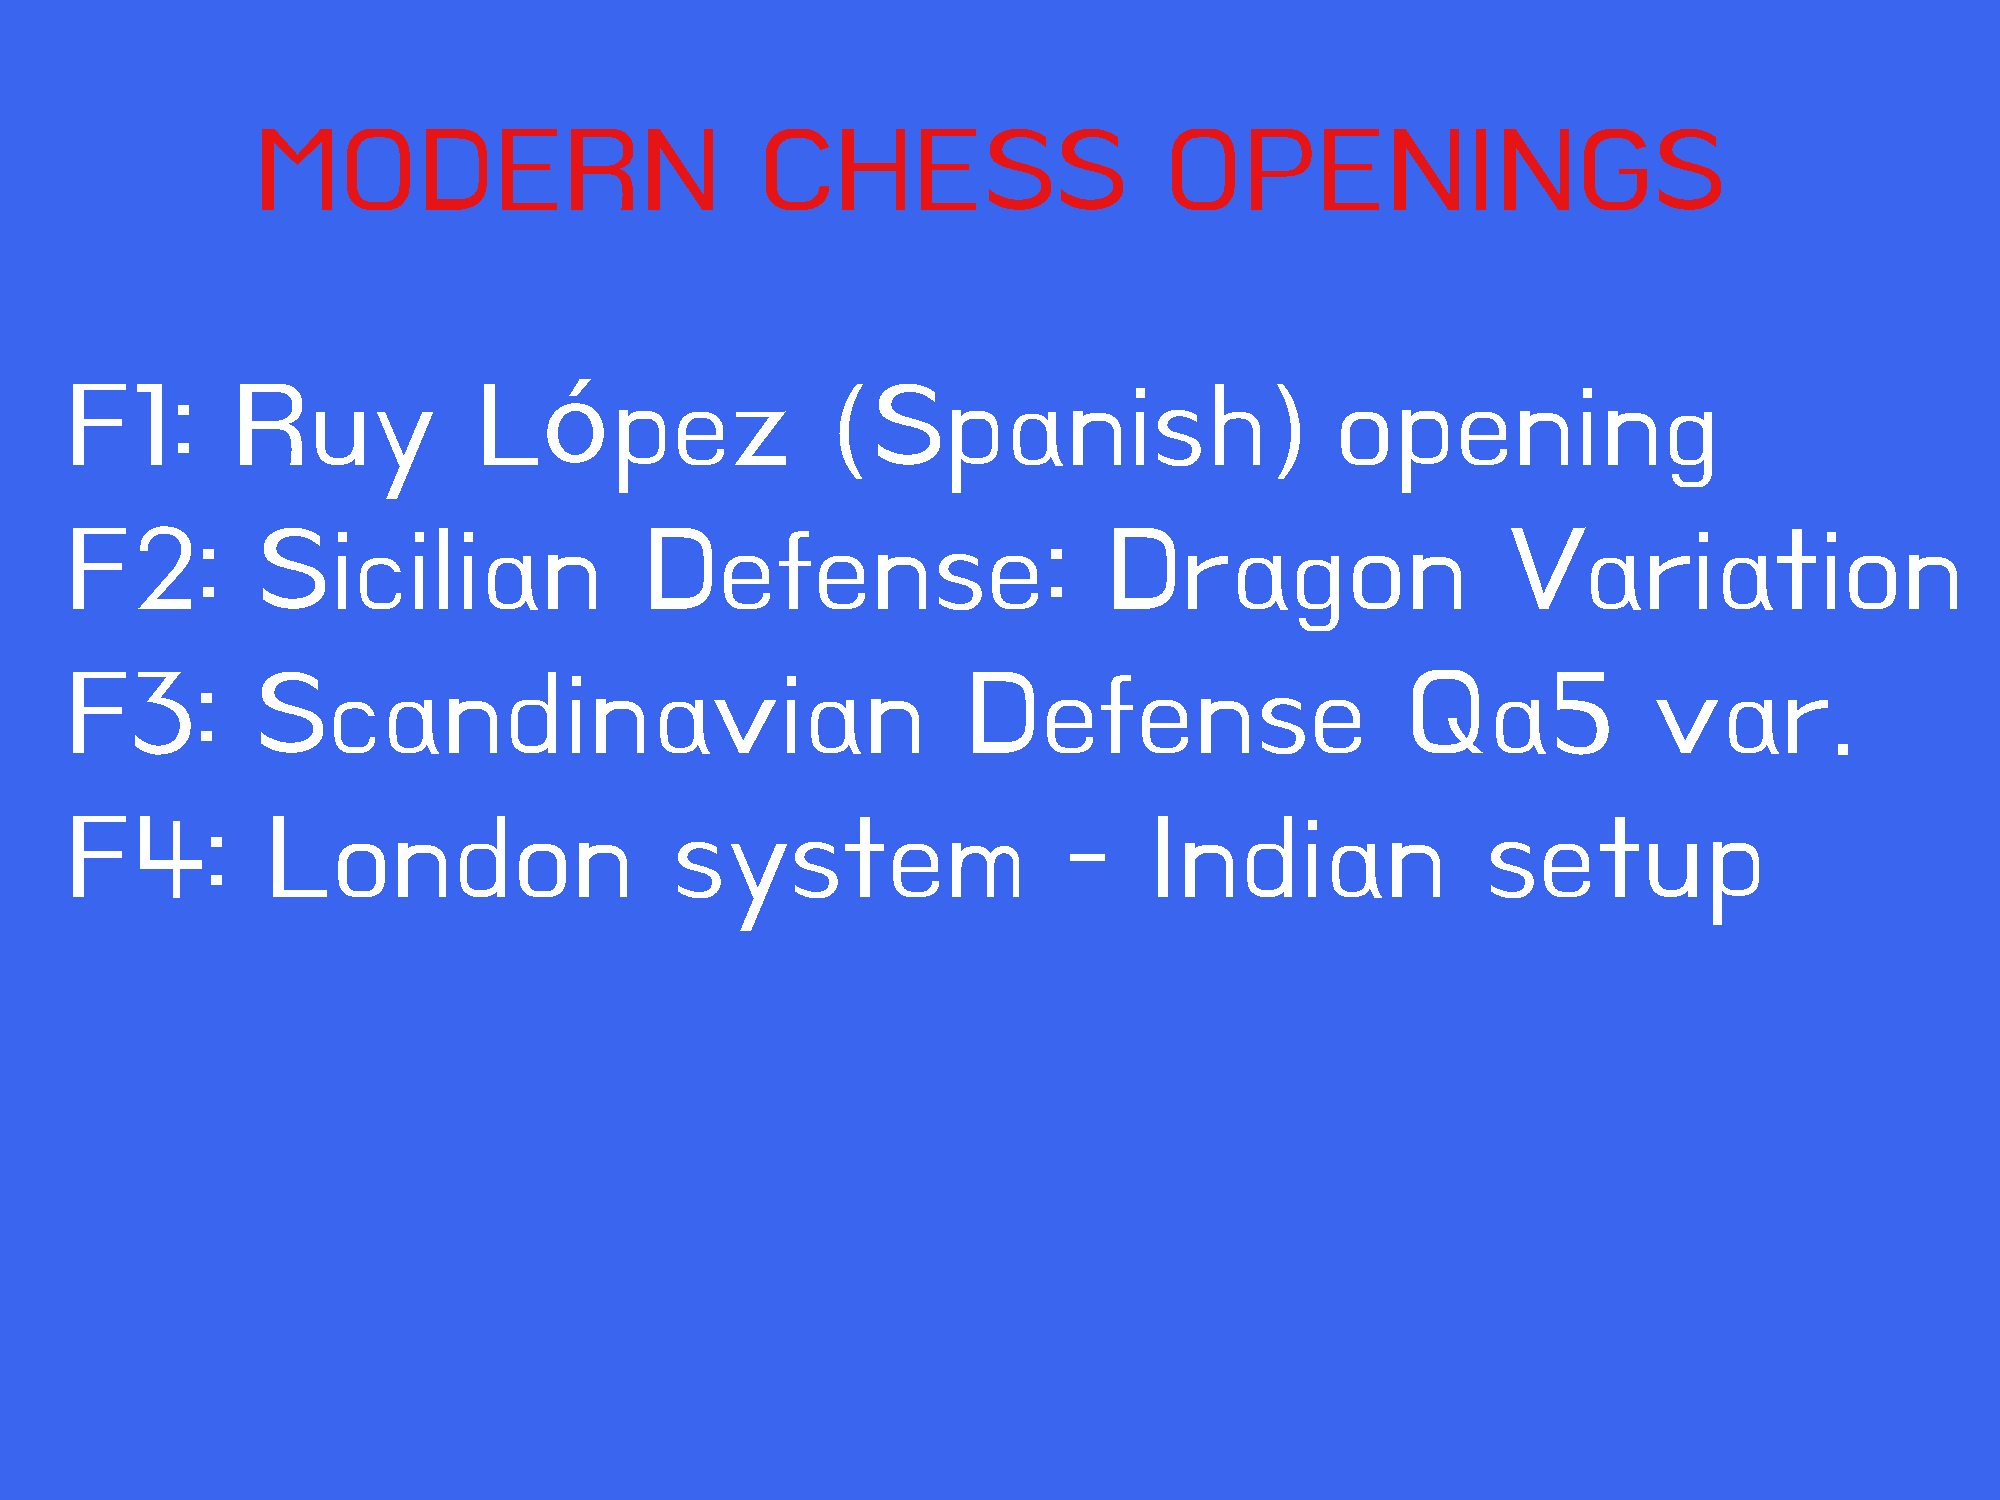 MODERN CHESS OPENINGS
F1: Ruy López (Spanish) opening
F2: Sicilian Defense: Dragon Variation
F3: Scandinavian Defense Qa5 var.
F4: London system - Indian setup